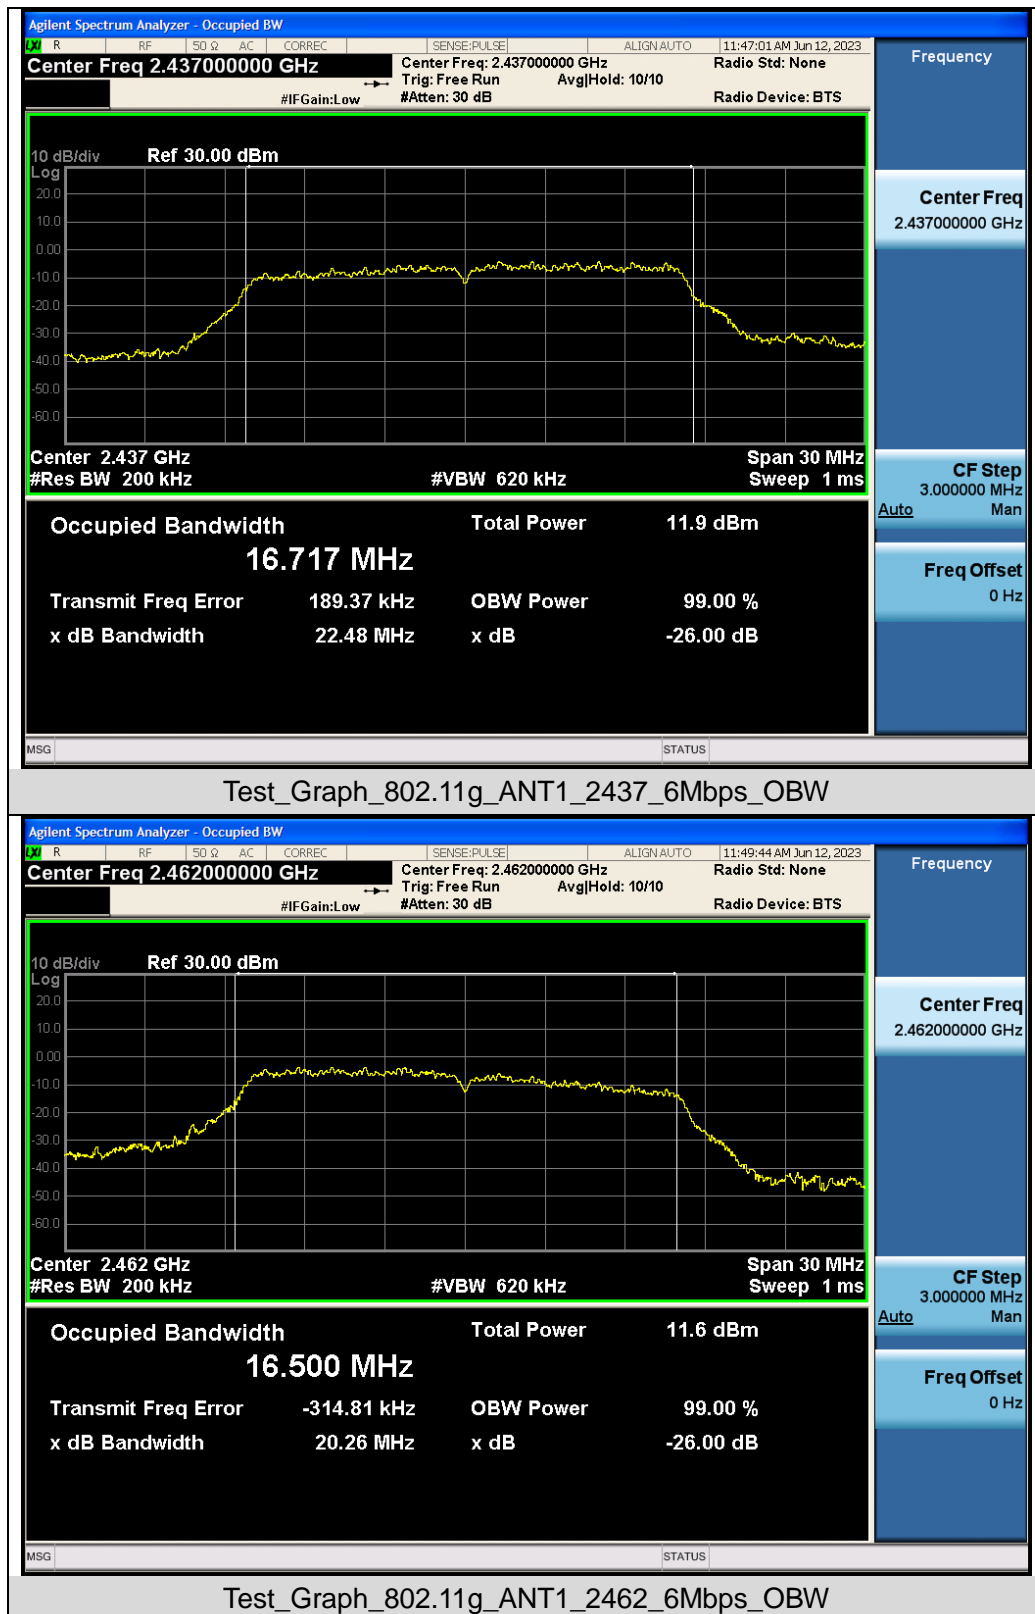 Agilent Spectrum Analyzer - Occupied BW
LXI R RF 50 Ω AC CORREC SENSE:PULSE ALIGN AUTO 11:47:01 AM Jun 12, 2023
Center Freq 2.437000000 GHz Center Freq: 2.437000000 GHz Radio Std: None
Trig: Free Run Avg|Hold: 10/10
#IFGain:Low #Atten: 30 dB Radio Device: BTS
Frequency
10 dB/div Ref 30.00 dBm
Log
20.0
10.0
0.00
-10.0
-20.0
-30.0
-40.0
-50.0
-60.0
Center Freq
2.437000000 GHz
Center 2.437 GHz Span 30 MHz
#Res BW 200 kHz #VBW 620 kHz Sweep 1 ms
CF Step
3.000000 MHz
Auto Man
Occupied Bandwidth Total Power 11.9 dBm
16.717 MHz
Freq Offset
0 Hz
Transmit Freq Error 189.37 kHz OBW Power 99.00 %
x dB Bandwidth 22.48 MHz x dB -26.00 dB
MSG STATUS
Test_Graph_802.11g_ANT1_2437_6Mbps_OBW
Agilent Spectrum Analyzer - Occupied BW
LXI R RF 50 Ω AC CORREC SENSE:PULSE ALIGN AUTO 11:49:44 AM Jun 12, 2023
Center Freq 2.462000000 GHz Center Freq: 2.462000000 GHz Radio Std: None
Trig: Free Run Avg|Hold: 10/10
#IFGain:Low #Atten: 30 dB Radio Device: BTS
Frequency
10 dB/div Ref 30.00 dBm
Log
20.0
10.0
0.00
-10.0
-20.0
-30.0
-40.0
-50.0
-60.0
Center Freq
2.462000000 GHz
Center 2.462 GHz Span 30 MHz
#Res BW 200 kHz #VBW 620 kHz Sweep 1 ms
CF Step
3.000000 MHz
Auto Man
Occupied Bandwidth Total Power 11.6 dBm
16.500 MHz
Freq Offset
0 Hz
Transmit Freq Error -314.81 kHz OBW Power 99.00 %
x dB Bandwidth 20.26 MHz x dB -26.00 dB
MSG STATUS
Test_Graph_802.11g_ANT1_2462_6Mbps_OBW